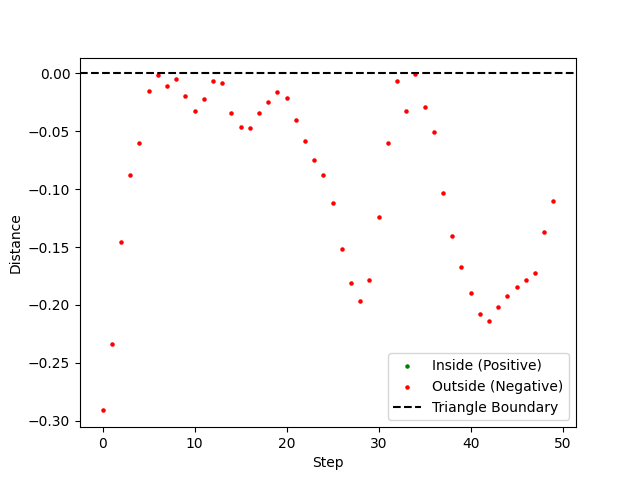 0.00
−0.05
−0.10
−0.15
−0.20
−0.25
−0.30
Distance
0
10
20
30
40
50
Step
Inside (Positive)
Outside (Negative)
Triangle Boundary